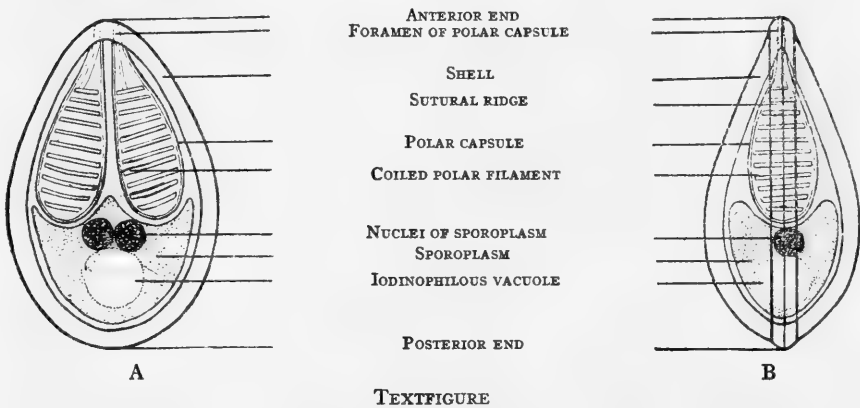 ANTERIOR END
FORAMEN OF POLAR CAPSULE
SHELL
SUTURAL RIDGE
POLAR CAPSULE
COILED POLAR FILAMENT
NUCLEI OF SPOROPLASM
SPOROPLASM
IODINOPHILOUS VACUOLE
POSTERIOR END
A
B
TEXTFIGURE